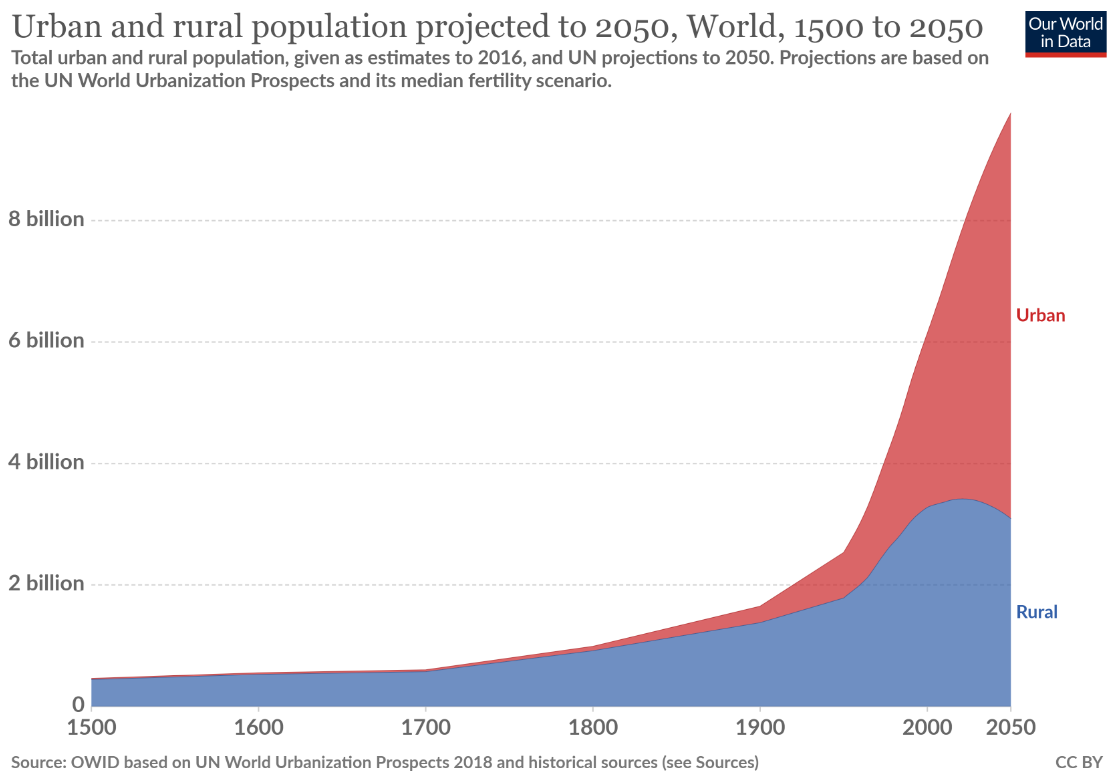 Urban and rural population projected to 2050, World, 1500 to 2050
Our World
in Data
Total urban and rural population, given as estimates to 2016, and UN projections to 2050. Projections are based on
the UN World Urbanization Prospects and its median fertility scenario.
8 billion
6 billion
4 billion
2 billion
0
Urban
Rural
1500 1600 1700 1800 1900 2000 2050
Source: OWID based on UN World Urbanization Prospects 2018 and historical sources (see Sources)
CC BY